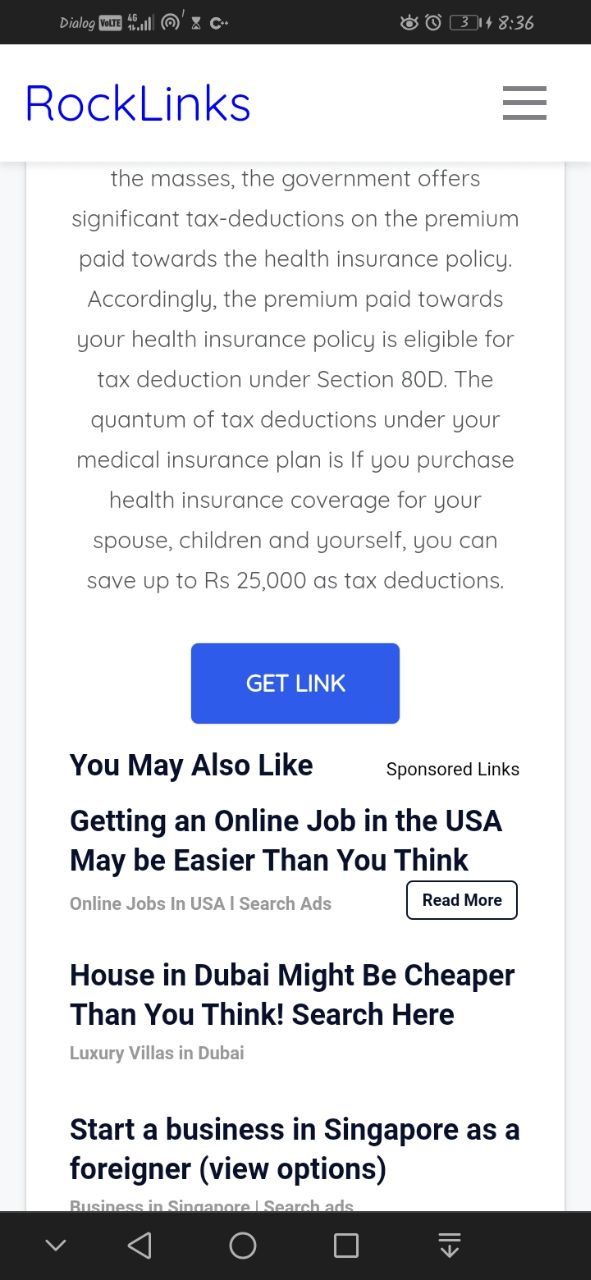 Dialog VoLTE 4G 3 8:36
RockLinks
the masses, the government offers
significant tax-deductions on the premium
paid towards the health insurance policy.
Accordingly, the premium paid towards
your health insurance policy is eligible for
tax deduction under Section 80D. The
quantum of tax deductions under your
medical insurance plan is If you purchase
health insurance coverage for your
spouse, children and yourself, you can
save up to Rs 25,000 as tax deductions.
GET LINK
You May Also Like Sponsored Links
Getting an Online Job in the USA
May be Easier Than You Think
Online Jobs In USA l Search Ads Read More
House in Dubai Might Be Cheaper
Than You Think! Search Here
Luxury Villas in Dubai
Start a business in Singapore as a
foreigner (view options)
Business in Singapore | Search ads